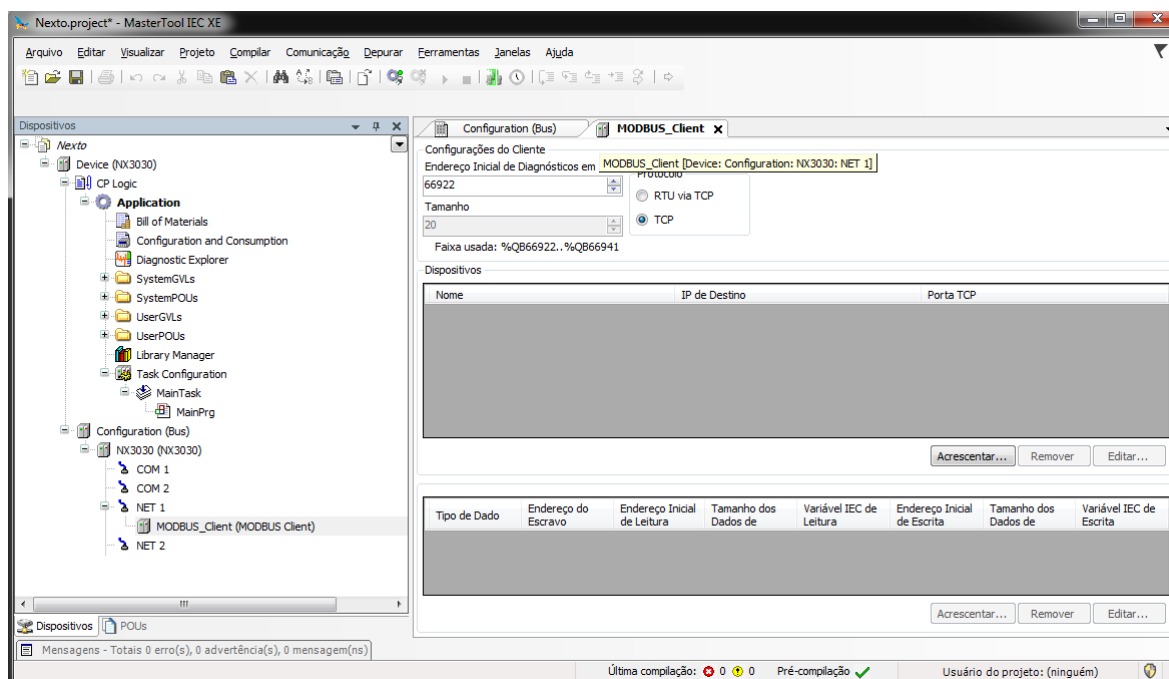 Nexto.project* - MasterTool IEC XE
Arquivo Editar Visualizar Projeto Compilar Comunicação Depurar Ferramentas Janelas Ajuda
Dispositivos
Nexto
Device (NX3030)
CP Logic
Application
Bill of Materials
Configuration and Consumption
Diagnostic Explorer
SystemGVLs
SystemPOUs
UserGVLs
UserPOUs
Library Manager
Task Configuration
MainTask
MainPrg
Configuration (Bus)
NX3030 (NX3030)
COM 1
COM 2
NET 1
MODBUS_Client (MODBUS Client)
NET 2
Dispositivos POUs
Configuration (Bus) MODBUS_Client
Configurações do Cliente
Endereço Inicial de Diagnósticos em
MODBUS_Client [Device: Configuration: NX3030: NET 1]
Protocolo
66922
RTU via TCP
Tamanho
20
TCP
Faixa usada: %QB66922..%QB66941
Dispositivos
Nome IP de Destino Porta TCP
Acrescentar... Remover Editar...
Tipo de Dado
Endereço do Escravo
Endereço Inicial de Leitura
Tamanho dos Dados de
Variável IEC de Leitura
Endereço Inicial de Escrita
Tamanho dos Dados de
Variável IEC de Escrita
Acrescentar... Remover Editar...
Mensagens - Totais 0 erro(s), 0 advertência(s), 0 mensagem(ns)
Última compilação: 0 0 Pré-compilação Usuário do projeto: (ninguém)